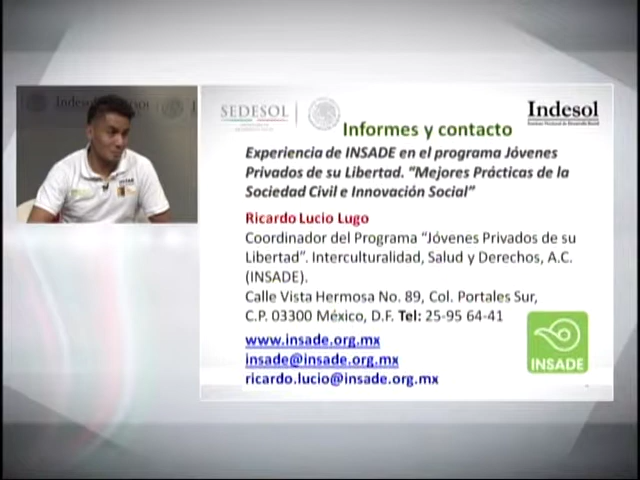 SEDESOL
Indesol
Informes y contacto
Experiencia de INSADE en el programa Jóvenes
Privados de su Libertad. "Mejores Prácticas de la
Sociedad Civil e Innovación Social"
Ricardo Lucio Lugo
Coordinador del Programa "Jóvenes Privados de su
Libertad". Interculturalidad, Salud y Derechos, A.C.
(INSADE).
Calle Vista Hermosa No. 89, Col. Portales Sur,
C.P. 03300 México, D.F. Tel: 25-95 64-41
www.insade.org.mx
insade@insade.org.mx
ricardo.lucio@insade.org.mx
INSADE